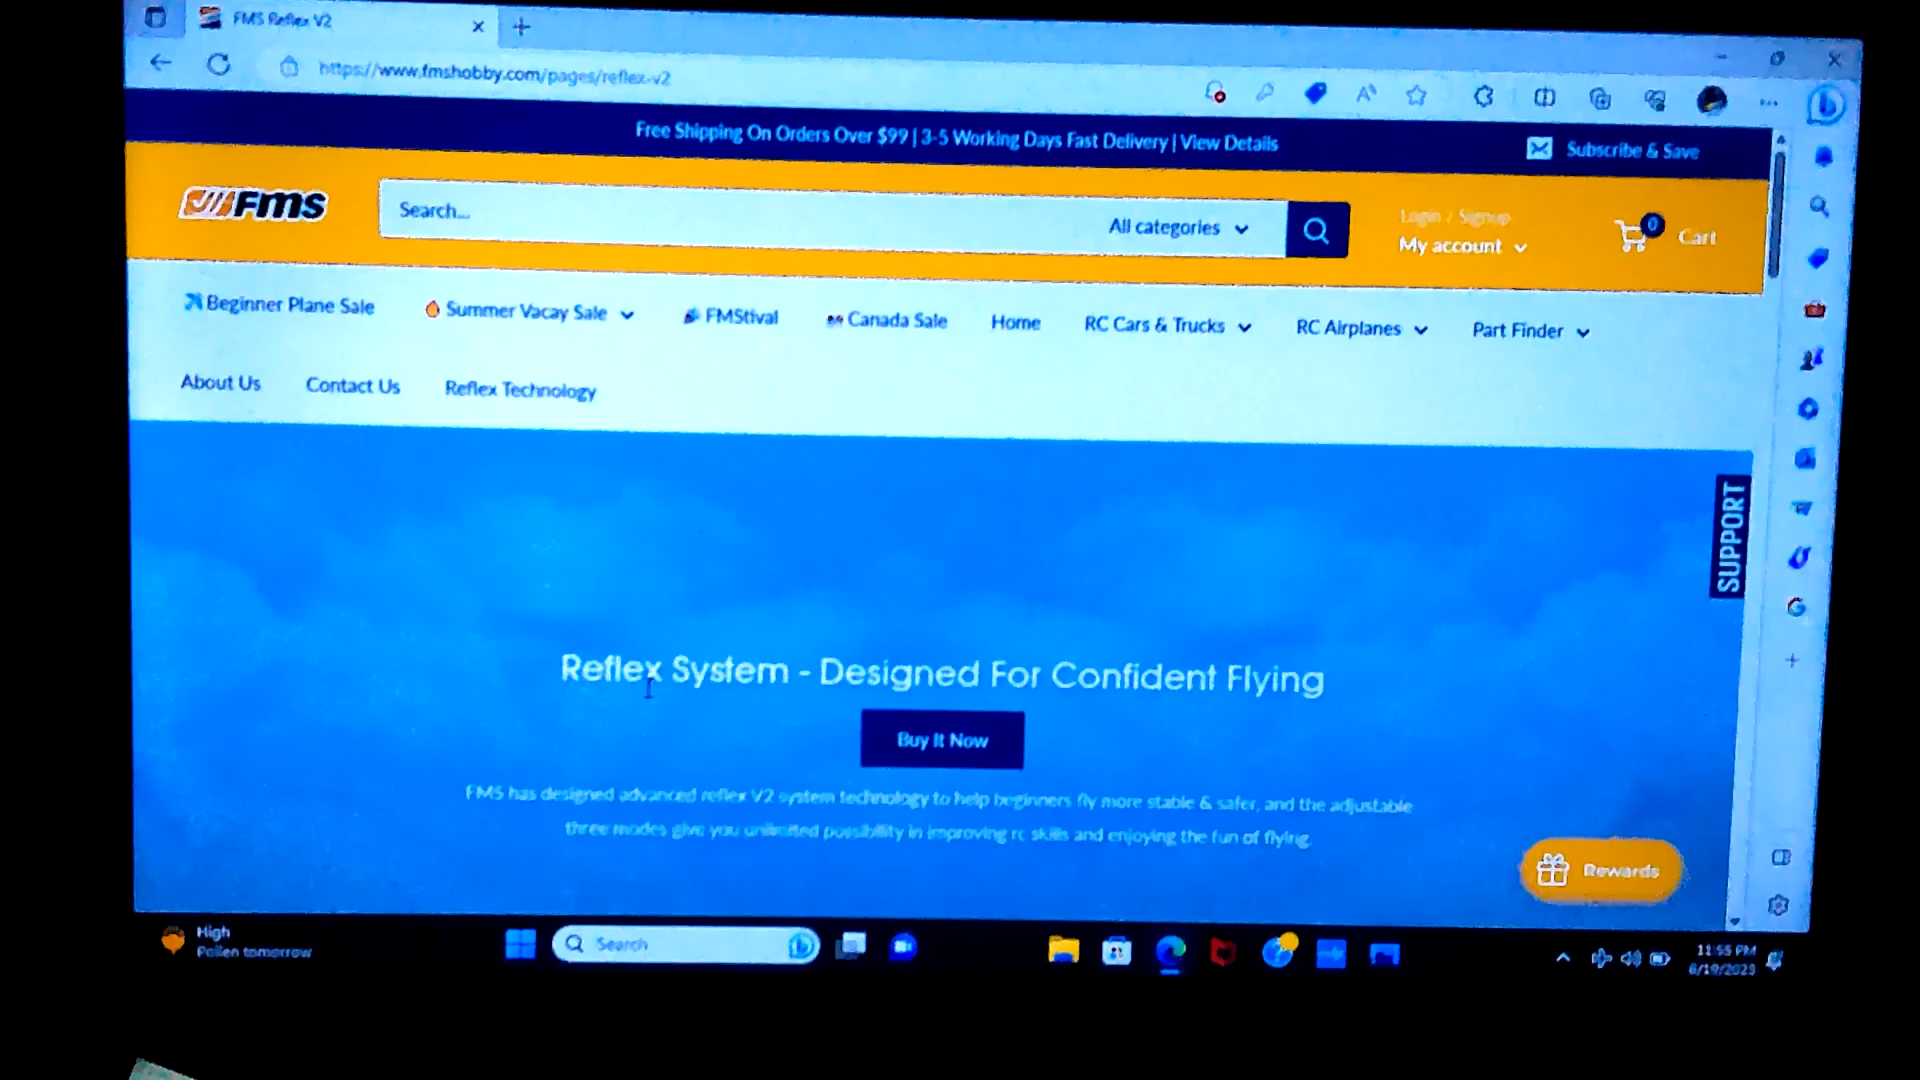 FMS Reflex V2
https://www.fmshobby.com/pages/reflex-v2
Free Shipping On Orders Over $99 | 3-5 Working Days Fast Delivery | View Details
Subscribe & Save
Fms
Search...
All categories
Login / Signup
My account
0
Cart
Beginner Plane Sale
Summer Vacay Sale
FMStival
Canada Sale
Home
RC Cars & Trucks
RC Airplanes
Part Finder
About Us
Contact Us
Reflex Technology
SUPPORT
Reflex System - Designed For Confident Flying
Buy It Now
FMS has designed advanced reflex V2 system technology to help beginners fly more stable & safer, and the adjustable
three modes give you unlimited possibility in improving rc skills and enjoying the fun of flying.
Rewards
High
Pollen tomorrow
Search
11:55 PM
6/19/2023